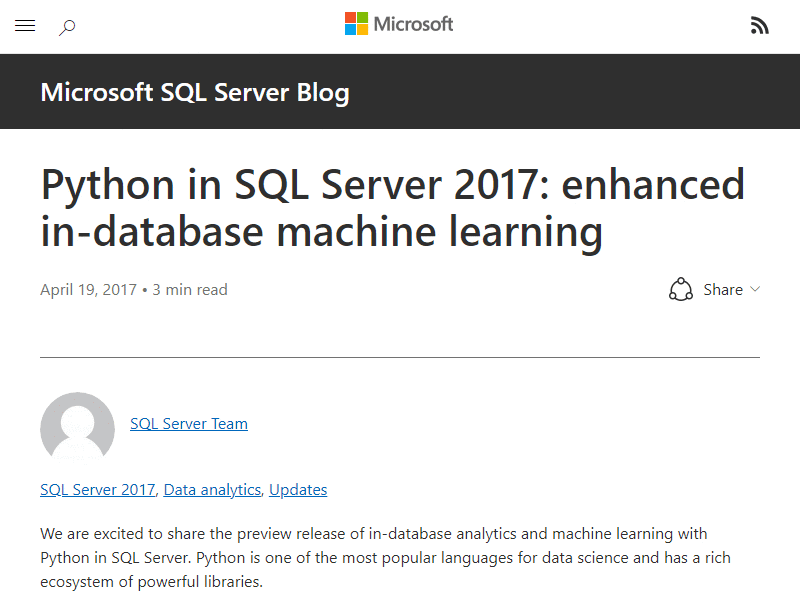 Microsoft
Microsoft SQL Server Blog
Python in SQL Server 2017: enhanced
in-database machine learning
April 19, 2017 • 3 min read
Share
SQL Server Team
SQL Server 2017, Data analytics, Updates
We are excited to share the preview release of in-database analytics and machine learning with
Python in SQL Server. Python is one of the most popular languages for data science and has a rich
ecosystem of powerful libraries.